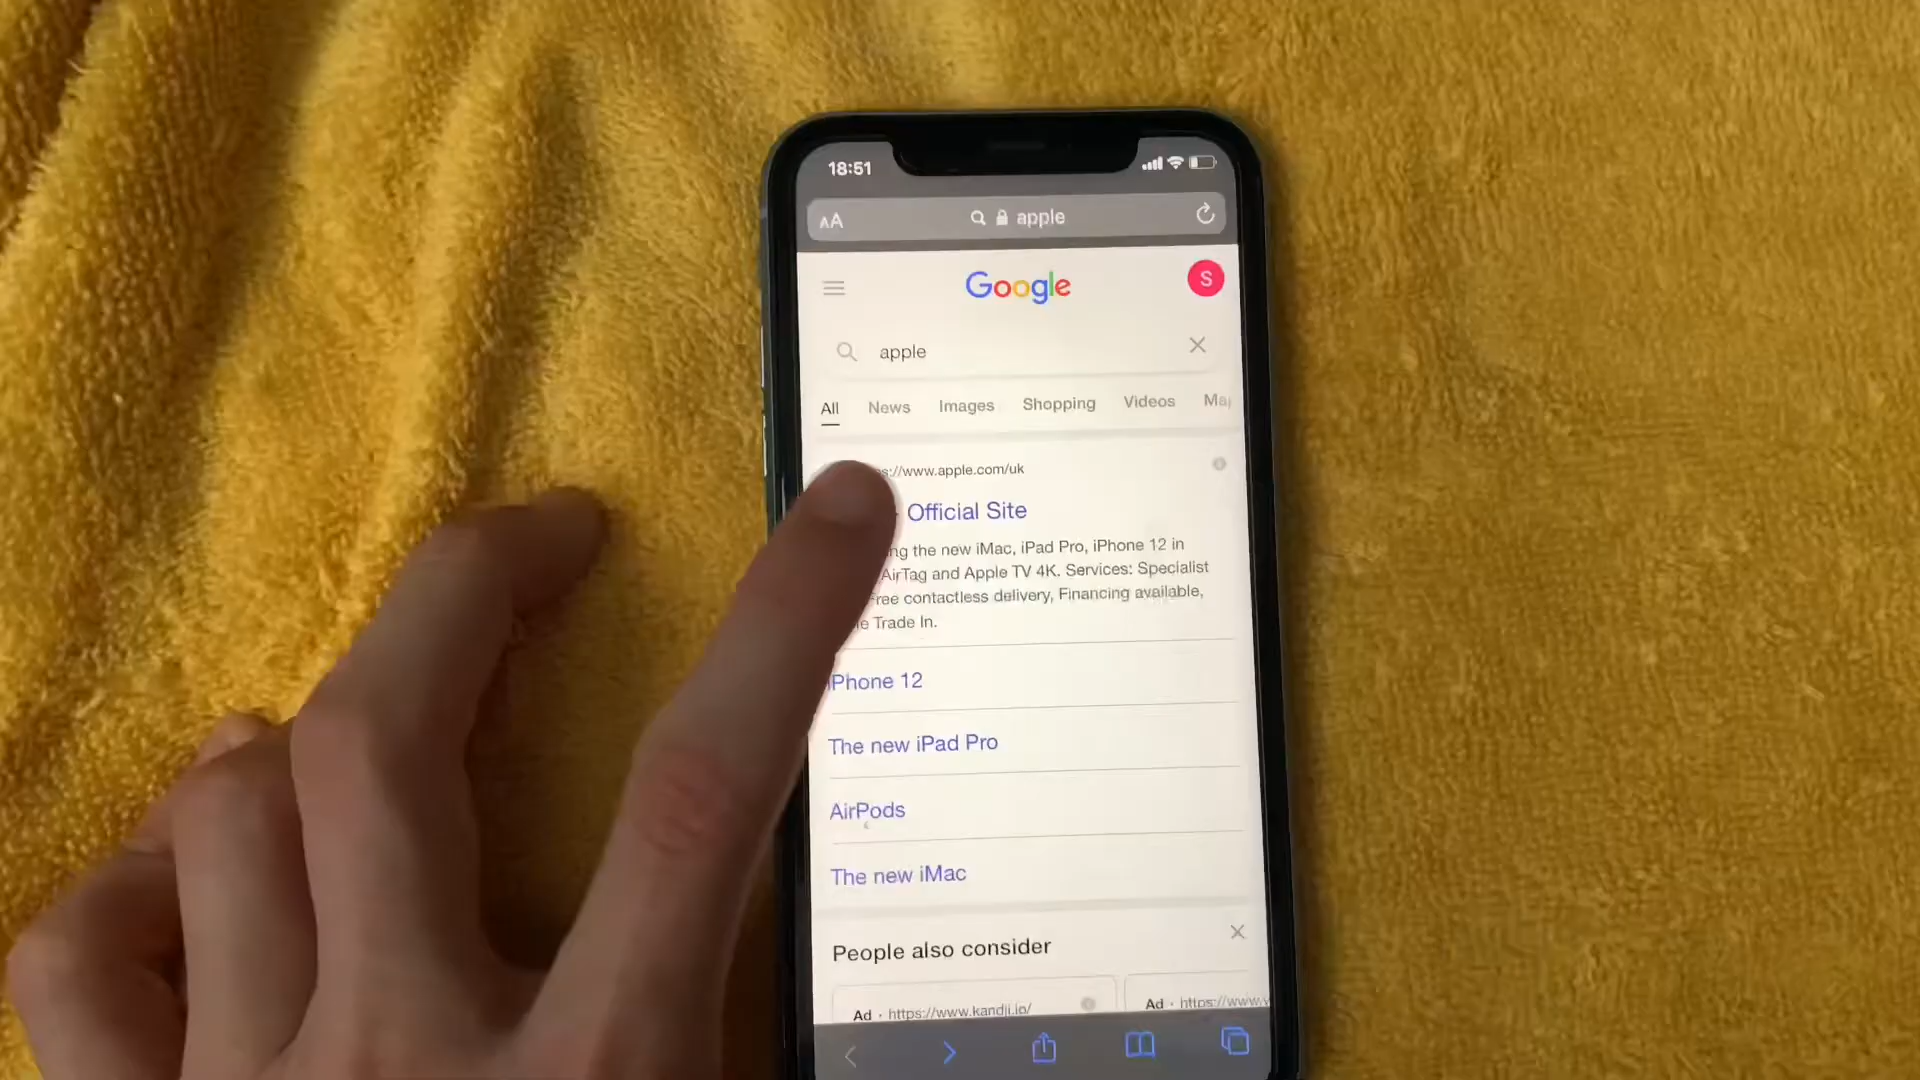 18:51
AA apple
Google
S
apple
All News Images Shopping Videos Ma
s://www.apple.com/uk
Official Site
ng the new iMac, iPad Pro, iPhone 12 in
AirTag and Apple TV 4K. Services: Specialist
Free contactless delivery, Financing available,
e Trade In.
iPhone 12
The new iPad Pro
AirPods
The new iMac
People also consider
Ad · https://www.kandji.io/
Ad · https://www.